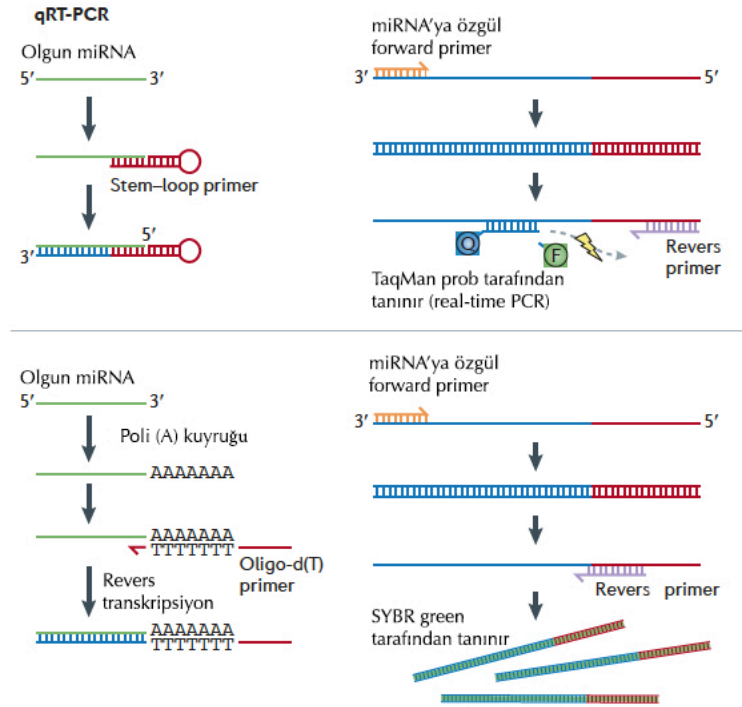 qRT-PCR
Olgun miRNA
5′ 3′
Stem–loop primer
5′
3′
miRNA’ya özgül
forward primer
3′ 5′
Q
F
Revers
primer
TaqMan prob tarafından
tanınır (real-time PCR)
Olgun miRNA
5′ 3′
Poli (A) kuyruğu
AAAAAAA
AAAAAAA
TTTTTTT
Oligo-d(T)
primer
Revers
transkripsiyon
AAAAAAA
TTTTTTT
miRNA’ya özgül
forward primer
3′ 5′
Revers primer
SYBR green
tarafından tanınır